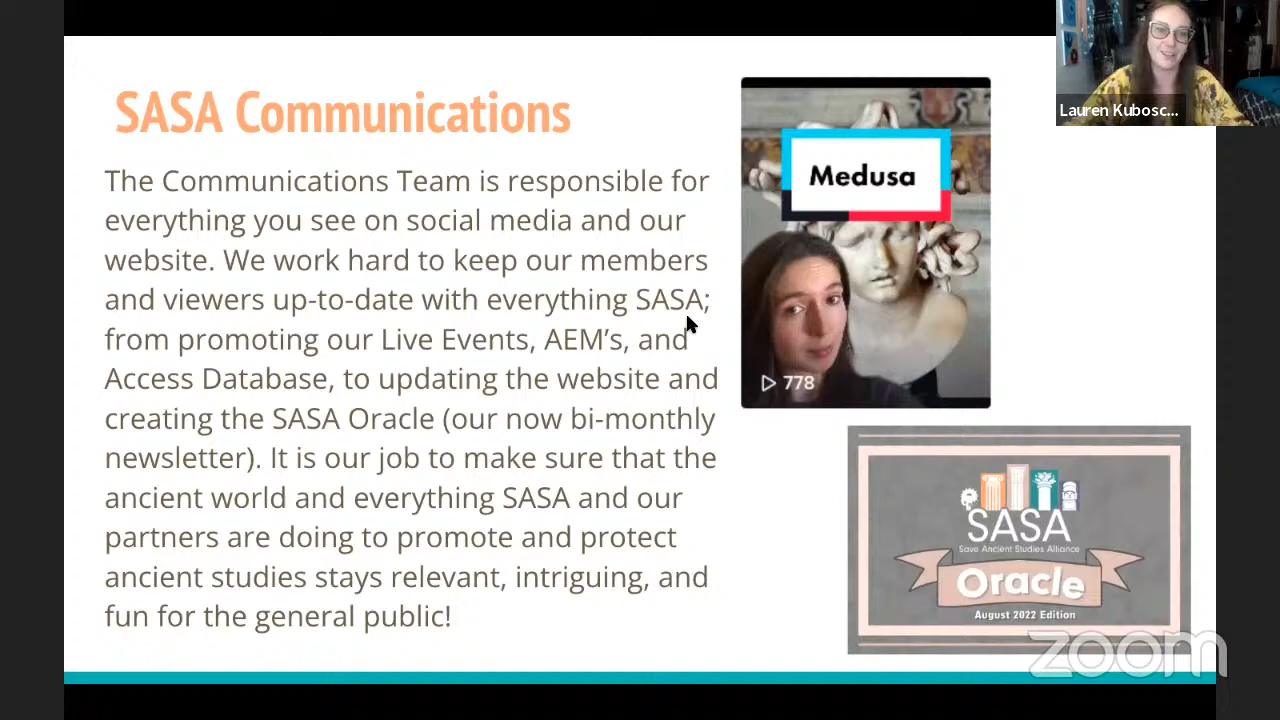 SASA Communications
The Communications Team is responsible for
everything you see on social media and our
website. We work hard to keep our members
and viewers up-to-date with everything SASA;
from promoting our Live Events, AEM’s, and
Access Database, to updating the website and
creating the SASA Oracle (our now bi-monthly
newsletter). It is our job to make sure that the
ancient world and everything SASA and our
partners are doing to promote and protect
ancient studies stays relevant, intriguing, and
fun for the general public!
Medusa
778
Lauren Kubosc...
SASA
Save Ancient Studies Alliance
Oracle
August 2022 Edition
zoom